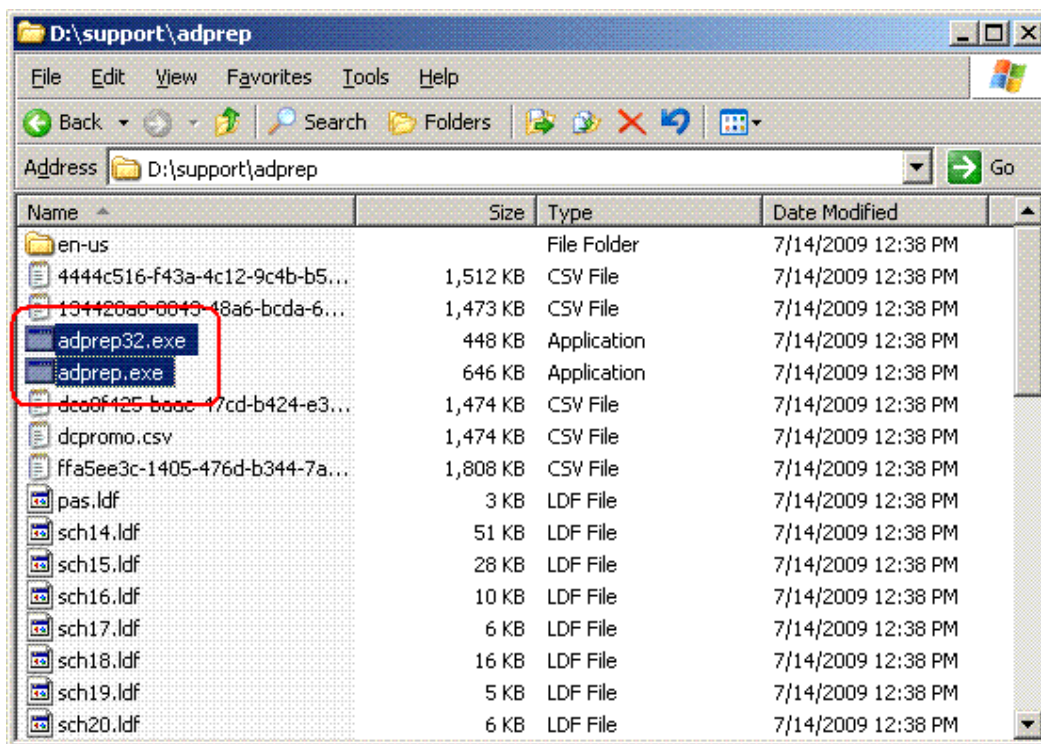 D:\support\adprep
File Edit View Favorites Tools Help
Back Search Folders
Address D:\support\adprep Go
Name Size Type Date Modified
en-us File Folder 7/14/2009 12:38 PM
4444c516-f43a-4c12-9c4b-b5... 1,512 KB CSV File 7/14/2009 12:38 PM
134428a0-0043-48a6-bcda-6... 1,473 KB CSV File 7/14/2009 12:38 PM
adprep32.exe 448 KB Application 7/14/2009 12:38 PM
adprep.exe 646 KB Application 7/14/2009 12:38 PM
1,474 KB CSV File 7/14/2009 12:38 PM
dcpromo.csv 1,474 KB CSV File 7/14/2009 12:38 PM
ffa5ee3c-1405-476d-b344-7a... 1,808 KB CSV File 7/14/2009 12:38 PM
pas.ldf 3 KB LDF File 7/14/2009 12:38 PM
sch14.ldf 51 KB LDF File 7/14/2009 12:38 PM
sch15.ldf 28 KB LDF File 7/14/2009 12:38 PM
sch16.ldf 10 KB LDF File 7/14/2009 12:38 PM
sch17.ldf 6 KB LDF File 7/14/2009 12:38 PM
sch18.ldf 16 KB LDF File 7/14/2009 12:38 PM
sch19.ldf 5 KB LDF File 7/14/2009 12:38 PM
sch20.ldf 6 KB LDF File 7/14/2009 12:38 PM